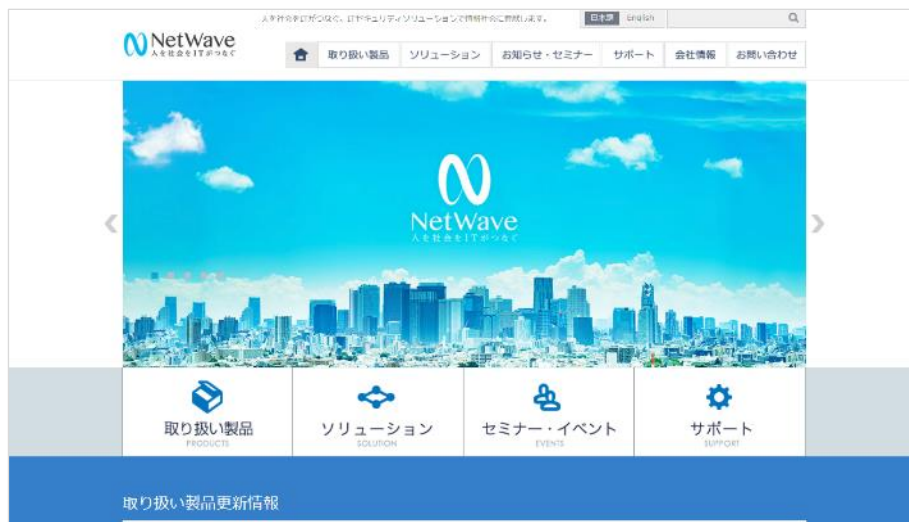 人を社会をITがつなぐ、ITセキュリティソリューションで情報社会に貢献します。
日本語 English
NetWave
人を社会をITがつなぐ
取り扱い製品 ソリューション お知らせ・セミナー サポート 会社情報 お問い合わせ
NetWave
人を社会をITがつなぐ
取り扱い製品 ソリューション セミナー・イベント サポート
PRODUCTS SOLUTION EVENTS SUPPORT
取り扱い製品更新情報